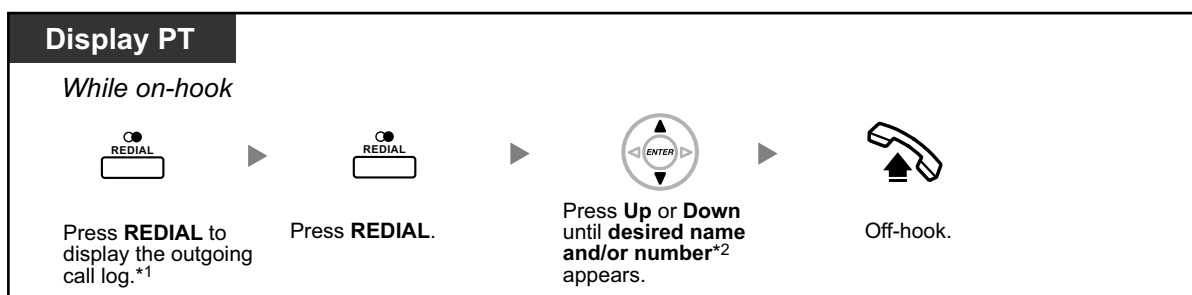 Display PT
While on-hook
REDIAL
REDIAL
ENTER
Press REDIAL to
display the outgoing
call log.*1
Press REDIAL.
Press Up or Down
until desired name
and/or number*2
appears.
Off-hook.